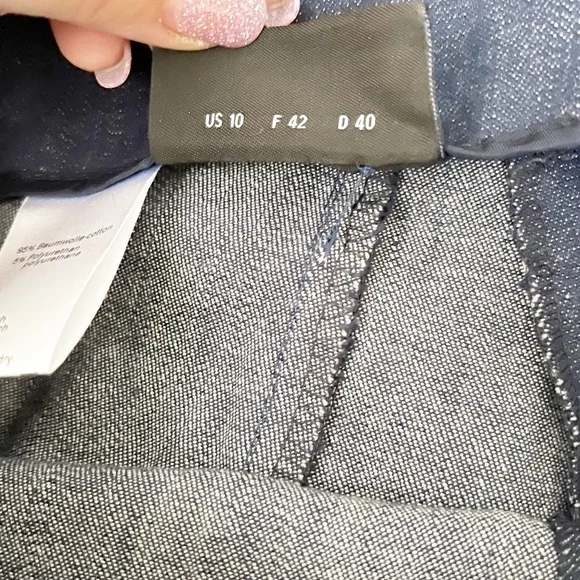 US 10 F 42 D 40
95% Baumwolle-cotton
5% Polyurethan
polyurethane